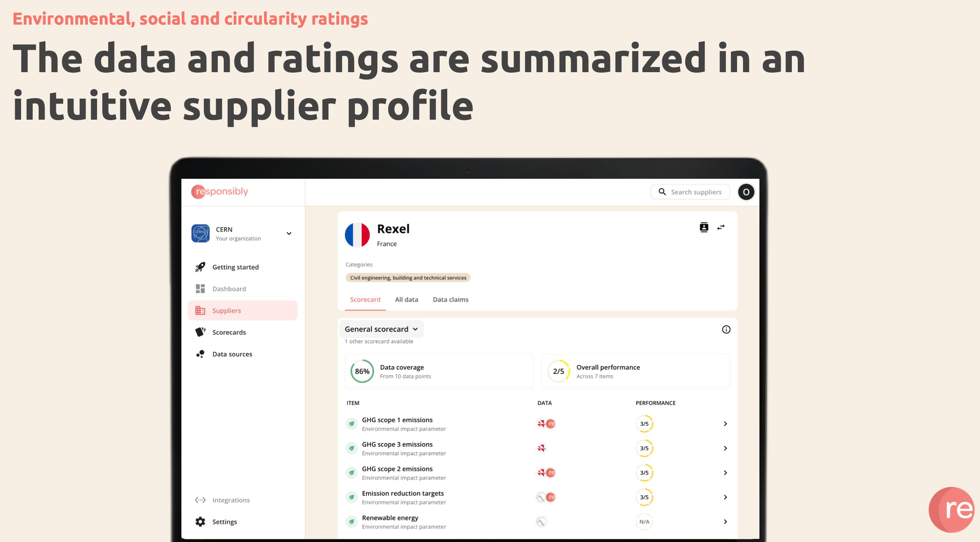 Environmental, social and circularity ratings
The data and ratings are summarized in an
intuitive supplier profile
responsibly
Search suppliers
O
CERN
Your organization
Getting started
Dashboard
Suppliers
Scorecards
Data sources
Integrations
Settings
Rexel
France
Categories
Civil engineering, building and technical services
Scorecard All data Data claims
General scorecard
1 other scorecard available
86%
Data coverage
From 10 data points
2/5
Overall performance
Across 7 items
ITEM DATA PERFORMANCE
GHG scope 1 emissions
Environmental impact parameter
3/5
GHG scope 3 emissions
Environmental impact parameter
3/5
GHG scope 2 emissions
Environmental impact parameter
3/5
Emission reduction targets
Environmental impact parameter
3/5
Renewable energy
Environmental impact parameter
N/A
re